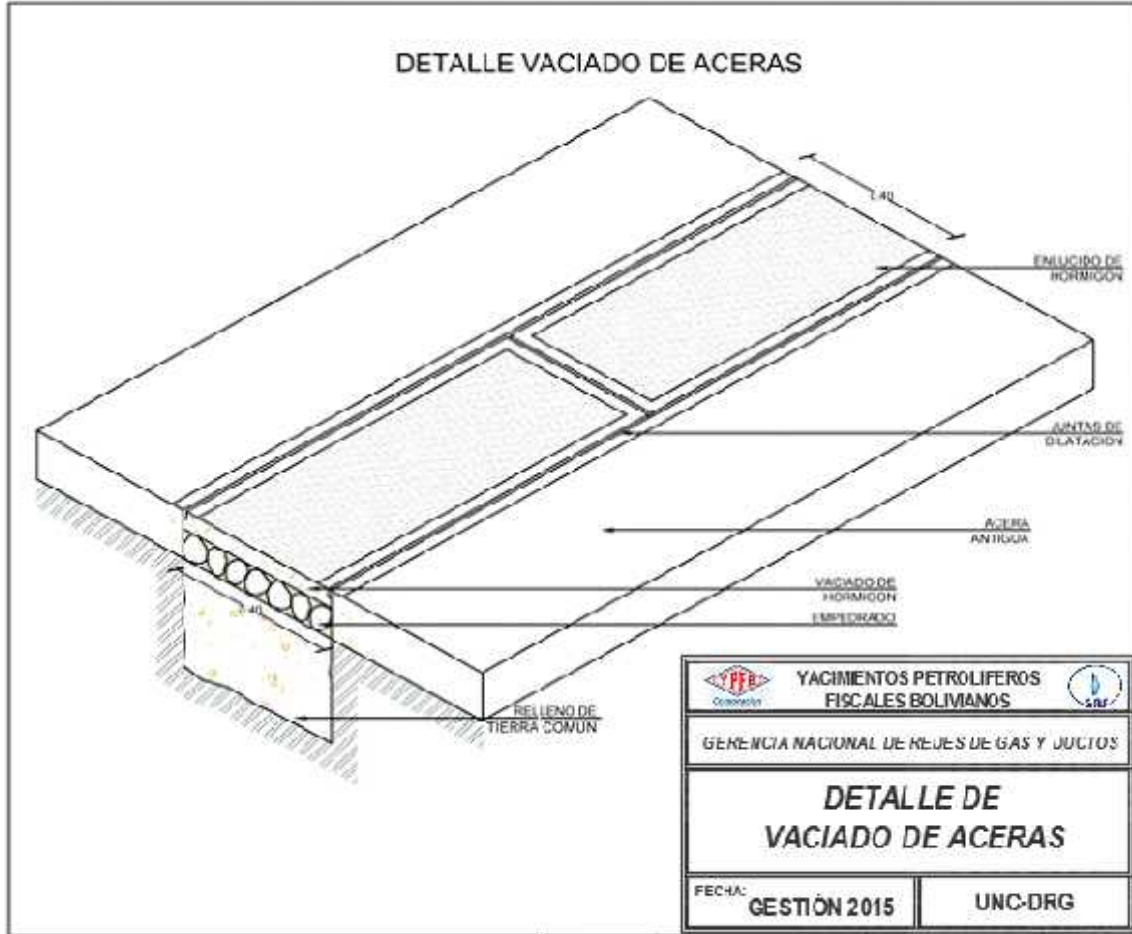 DETALLE VACIADO DE ACERAS
ENLUCIDO DE
HORMIGON
JUNTAS DE
DILATACION
ACERA
ANTIGUA
VACIADO DE
HORMIGON
EMPEDRADO
RELLENO DE
TIERRA COMUN
YPFB
Corporación
YACIMIENTOS PETROLIFEROS
FISCALES BOLIVIANOS
GERENCIA NACIONAL DE REDES DE GAS Y DUCTOS
DETALLE DE
VACIADO DE ACERAS
FECHA:
GESTIÓN 2015
UNC-DRG